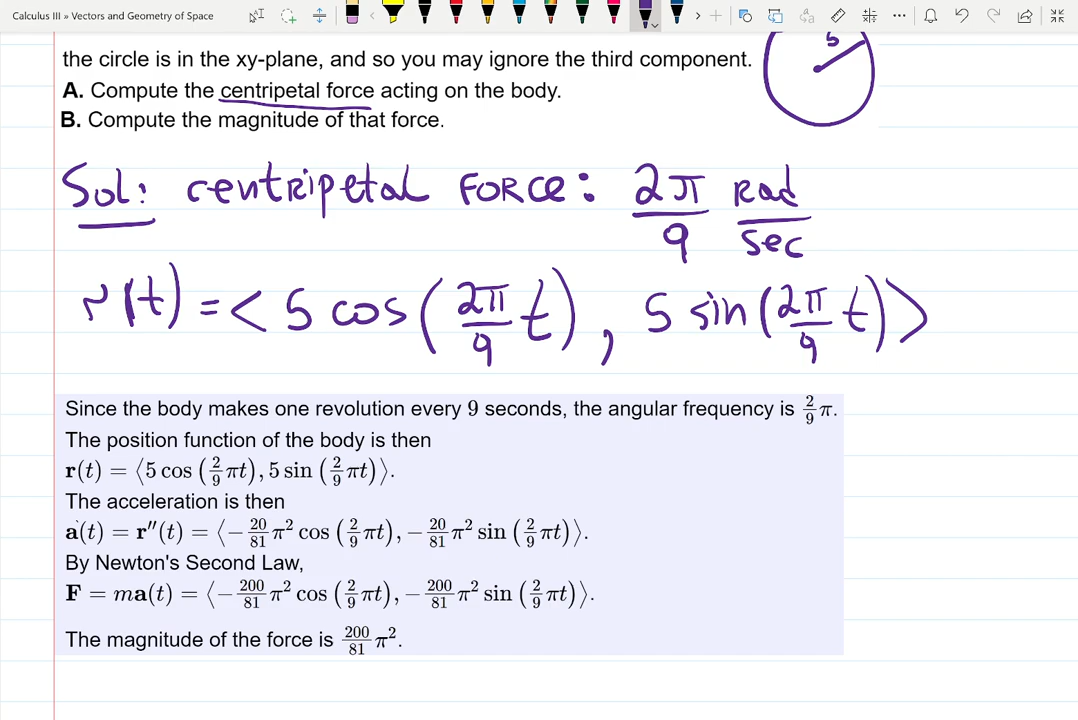 Calculus III » Vectors and Geometry of Space
5
the circle is in the xy-plane, and so you may ignore the third component.
A. Compute the centripetal force acting on the body.
B. Compute the magnitude of that force.
Sol: centripetal FORCE: 2π/9 Rad/sec
r(t) = < 5 cos(2π/9 t), 5 sin(2π/9 t)>
Since the body makes one revolution every 9 seconds, the angular frequency is 2/9 π.
The position function of the body is then
r(t) = ⟨5 cos (2/9 πt), 5 sin (2/9 πt)⟩.
The acceleration is then
a(t) = r″(t) = ⟨−20/81 π² cos (2/9 πt), −20/81 π² sin (2/9 πt)⟩.
By Newton's Second Law,
F = ma(t) = ⟨−200/81 π² cos (2/9 πt), −200/81 π² sin (2/9 πt)⟩.
The magnitude of the force is 200/81 π².